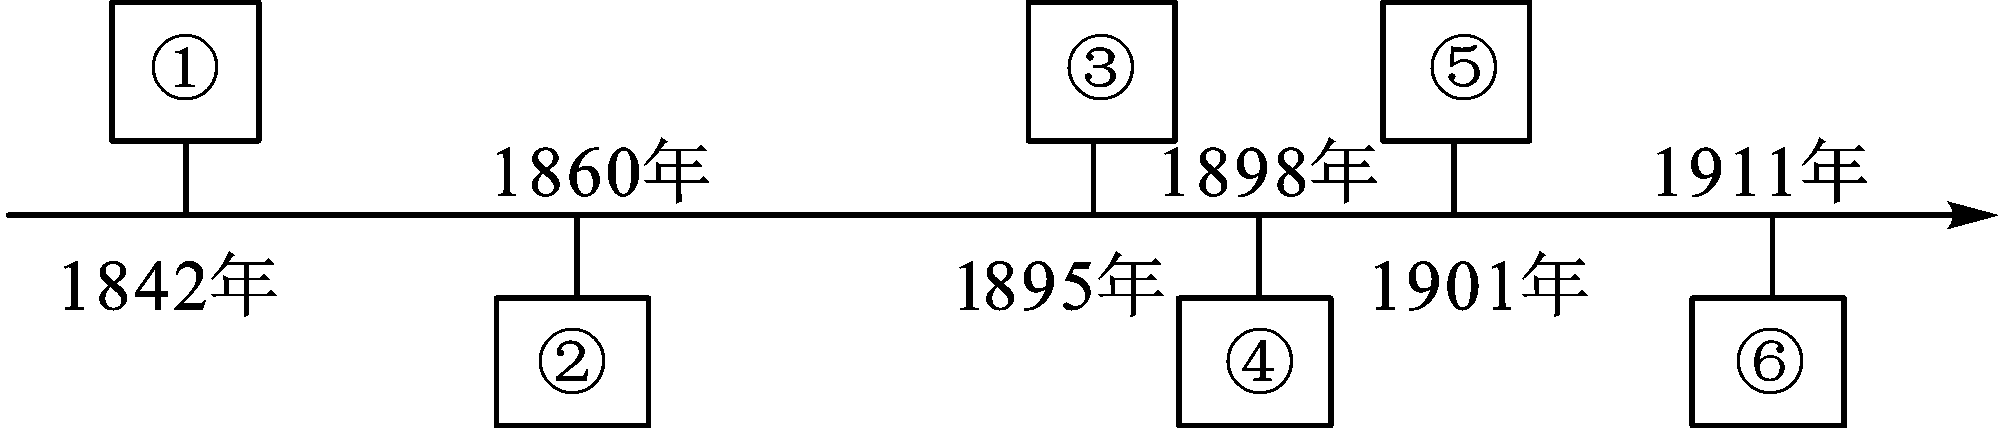 ① ③ ⑤
1860年 1898年 1911年
1842年 1895年 1901年
② ④ ⑥